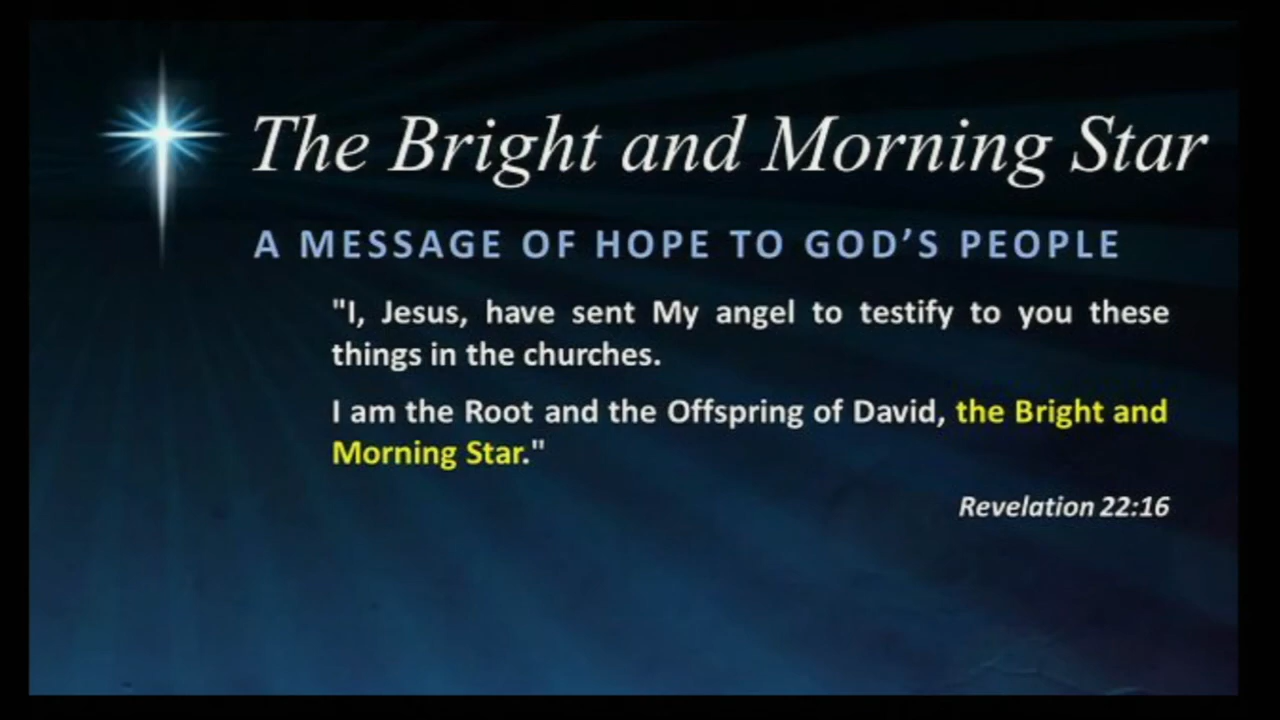 The Bright and Morning Star
A MESSAGE OF HOPE TO GOD’S PEOPLE
"I, Jesus, have sent My angel to testify to you these
things in the churches.
I am the Root and the Offspring of David, the Bright and
Morning Star."
Revelation 22:16